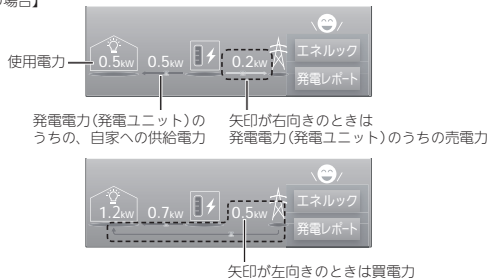 の場合】
使用電力
0.5kW 0.5kW 0.2kW
エネルック
発電レポート
発電電力(発電ユニット)の
うちの、自家への供給電力
矢印が右向きのときは
発電電力(発電ユニット)のうちの売電電力
1.2kW 0.7kW 0.5kW
エネルック
発電レポート
矢印が左向きのときは買電電力